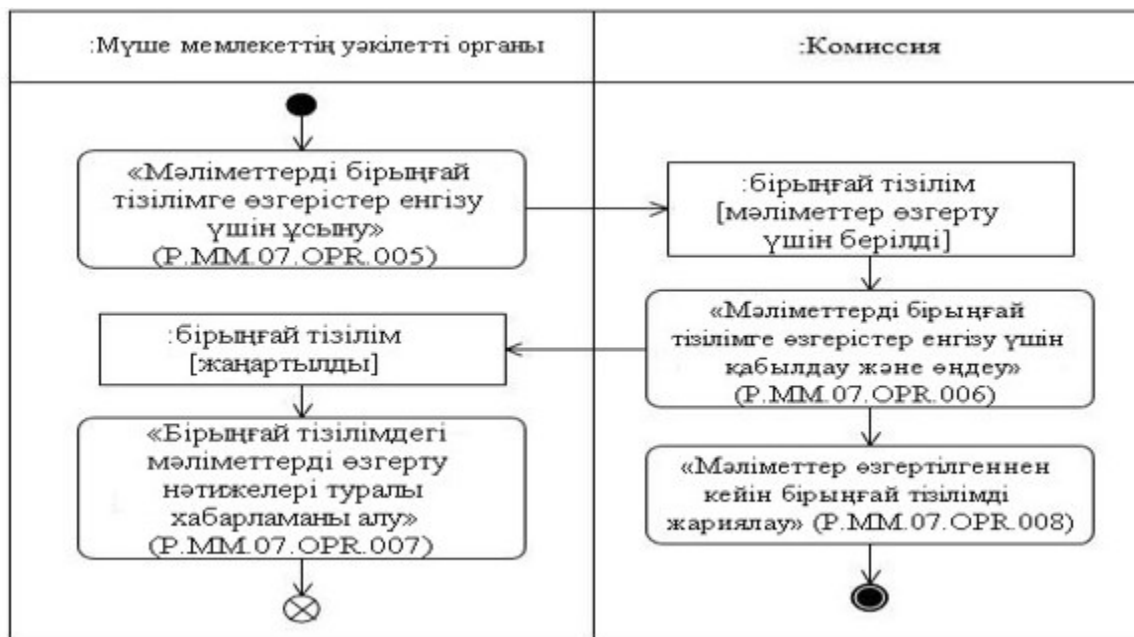 :Мүше мемлекеттің уәкілетті органы
:Комиссия
«Мәліметтерді бірыңғай
тізілімге өзгерістер енгізу
үшін ұсыну»
(P.MM.07.OPR.005)
:бірыңғай тізілім
[мәліметтер өзгерту
үшін берілді]
«Мәліметтерді бірыңғай
тізілімге өзгерістер енгізу үшін
қабылдау және өңдеу»
(P.MM.07.OPR.006)
:бірыңғай тізілім
[жаңартылды]
«Бірыңғай тізілімдегі
мәліметтерді өзгерту
нәтижелері туралы
хабарламаны алу»
(P.MM.07.OPR.007)
«Мәліметтер өзгертілгеннен
кейін бірыңғай тізілімді
жариялау» (P.MM.07.OPR.008)